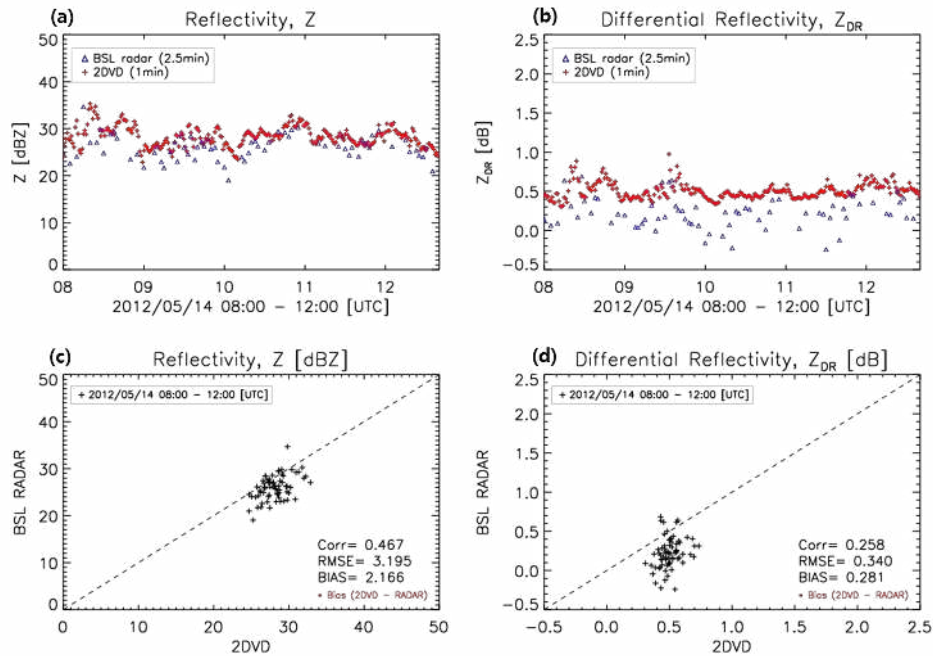 (a) Reflectivity, Z
50
40
30
20
10
0
Z [dBZ]
BSL radar (2.5min)
2DVD (1min)
08 09 10 11 12
2012/05/14 08:00 – 12:00 [UTC]
(b) Differential Reflectivity, ZDR
2.5
2.0
1.5
1.0
0.5
0.0
−0.5
ZDR [dB]
BSL radar (2.5min)
2DVD (1min)
08 09 10 11 12
2012/05/14 08:00 – 12:00 [UTC]
(c) Reflectivity, Z [dBZ]
50
40
30
20
10
0
BSL RADAR
+ 2012/05/14 08:00 – 12:00 [UTC]
Corr= 0.467
RMSE= 3.195
BIAS= 2.166
Bias (2DVD – RADAR)
0 10 20 30 40 50
2DVD
(d) Differential Reflectivity, ZDR [dB]
2.5
2.0
1.5
1.0
0.5
0.0
−0.5
BSL RADAR
+ 2012/05/14 08:00 – 12:00 [UTC]
Corr= 0.258
RMSE= 0.340
BIAS= 0.281
Bias (2DVD – RADAR)
−0.5 0.0 0.5 1.0 1.5 2.0 2.5
2DVD